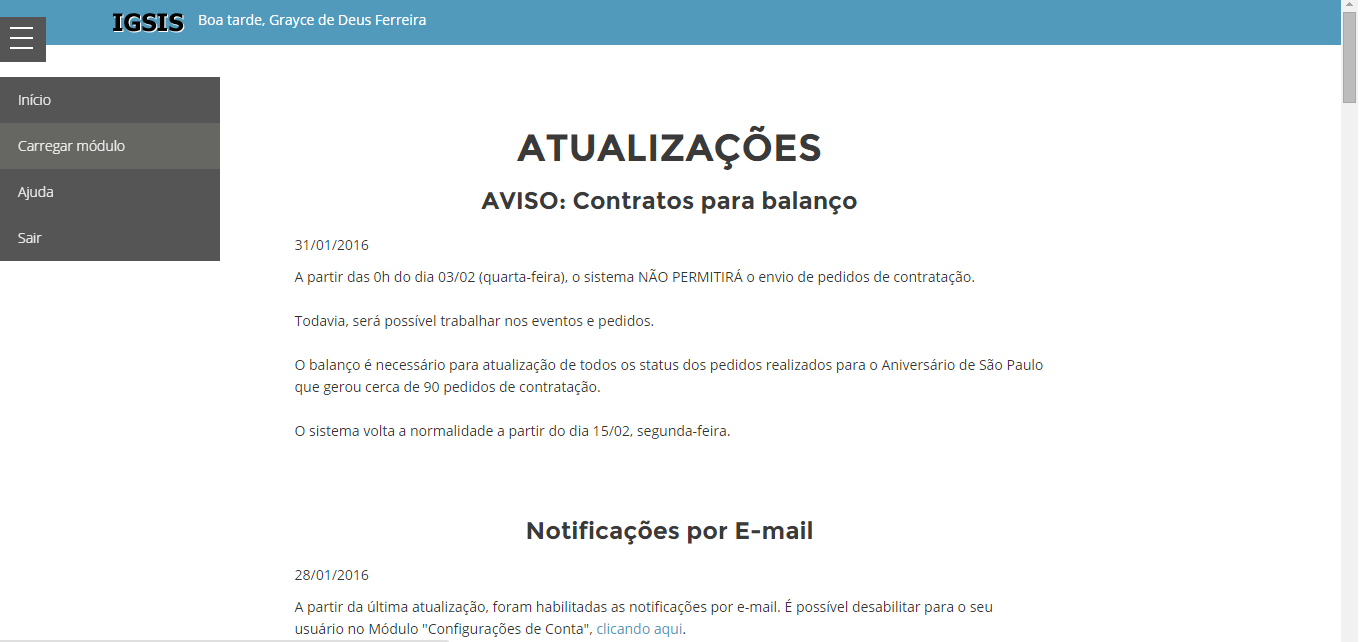 IGSIS Boa tarde, Grayce de Deus Ferreira
Início
Carregar módulo
Ajuda
Sair
ATUALIZAÇÕES
AVISO: Contratos para balanço
31/01/2016
A partir das 0h do dia 03/02 (quarta-feira), o sistema NÃO PERMITIRÁ o envio de pedidos de contratação.
Todavia, será possível trabalhar nos eventos e pedidos.
O balanço é necessário para atualização de todos os status dos pedidos realizados para o Aniversário de São Paulo
que gerou cerca de 90 pedidos de contratação.
O sistema volta a normalidade a partir do dia 15/02, segunda-feira.
Notificações por E-mail
28/01/2016
A partir da última atualização, foram habilitadas as notificações por e-mail. É possível desabilitar para o seu
usuário no Módulo "Configurações de Conta", clicando aqui.